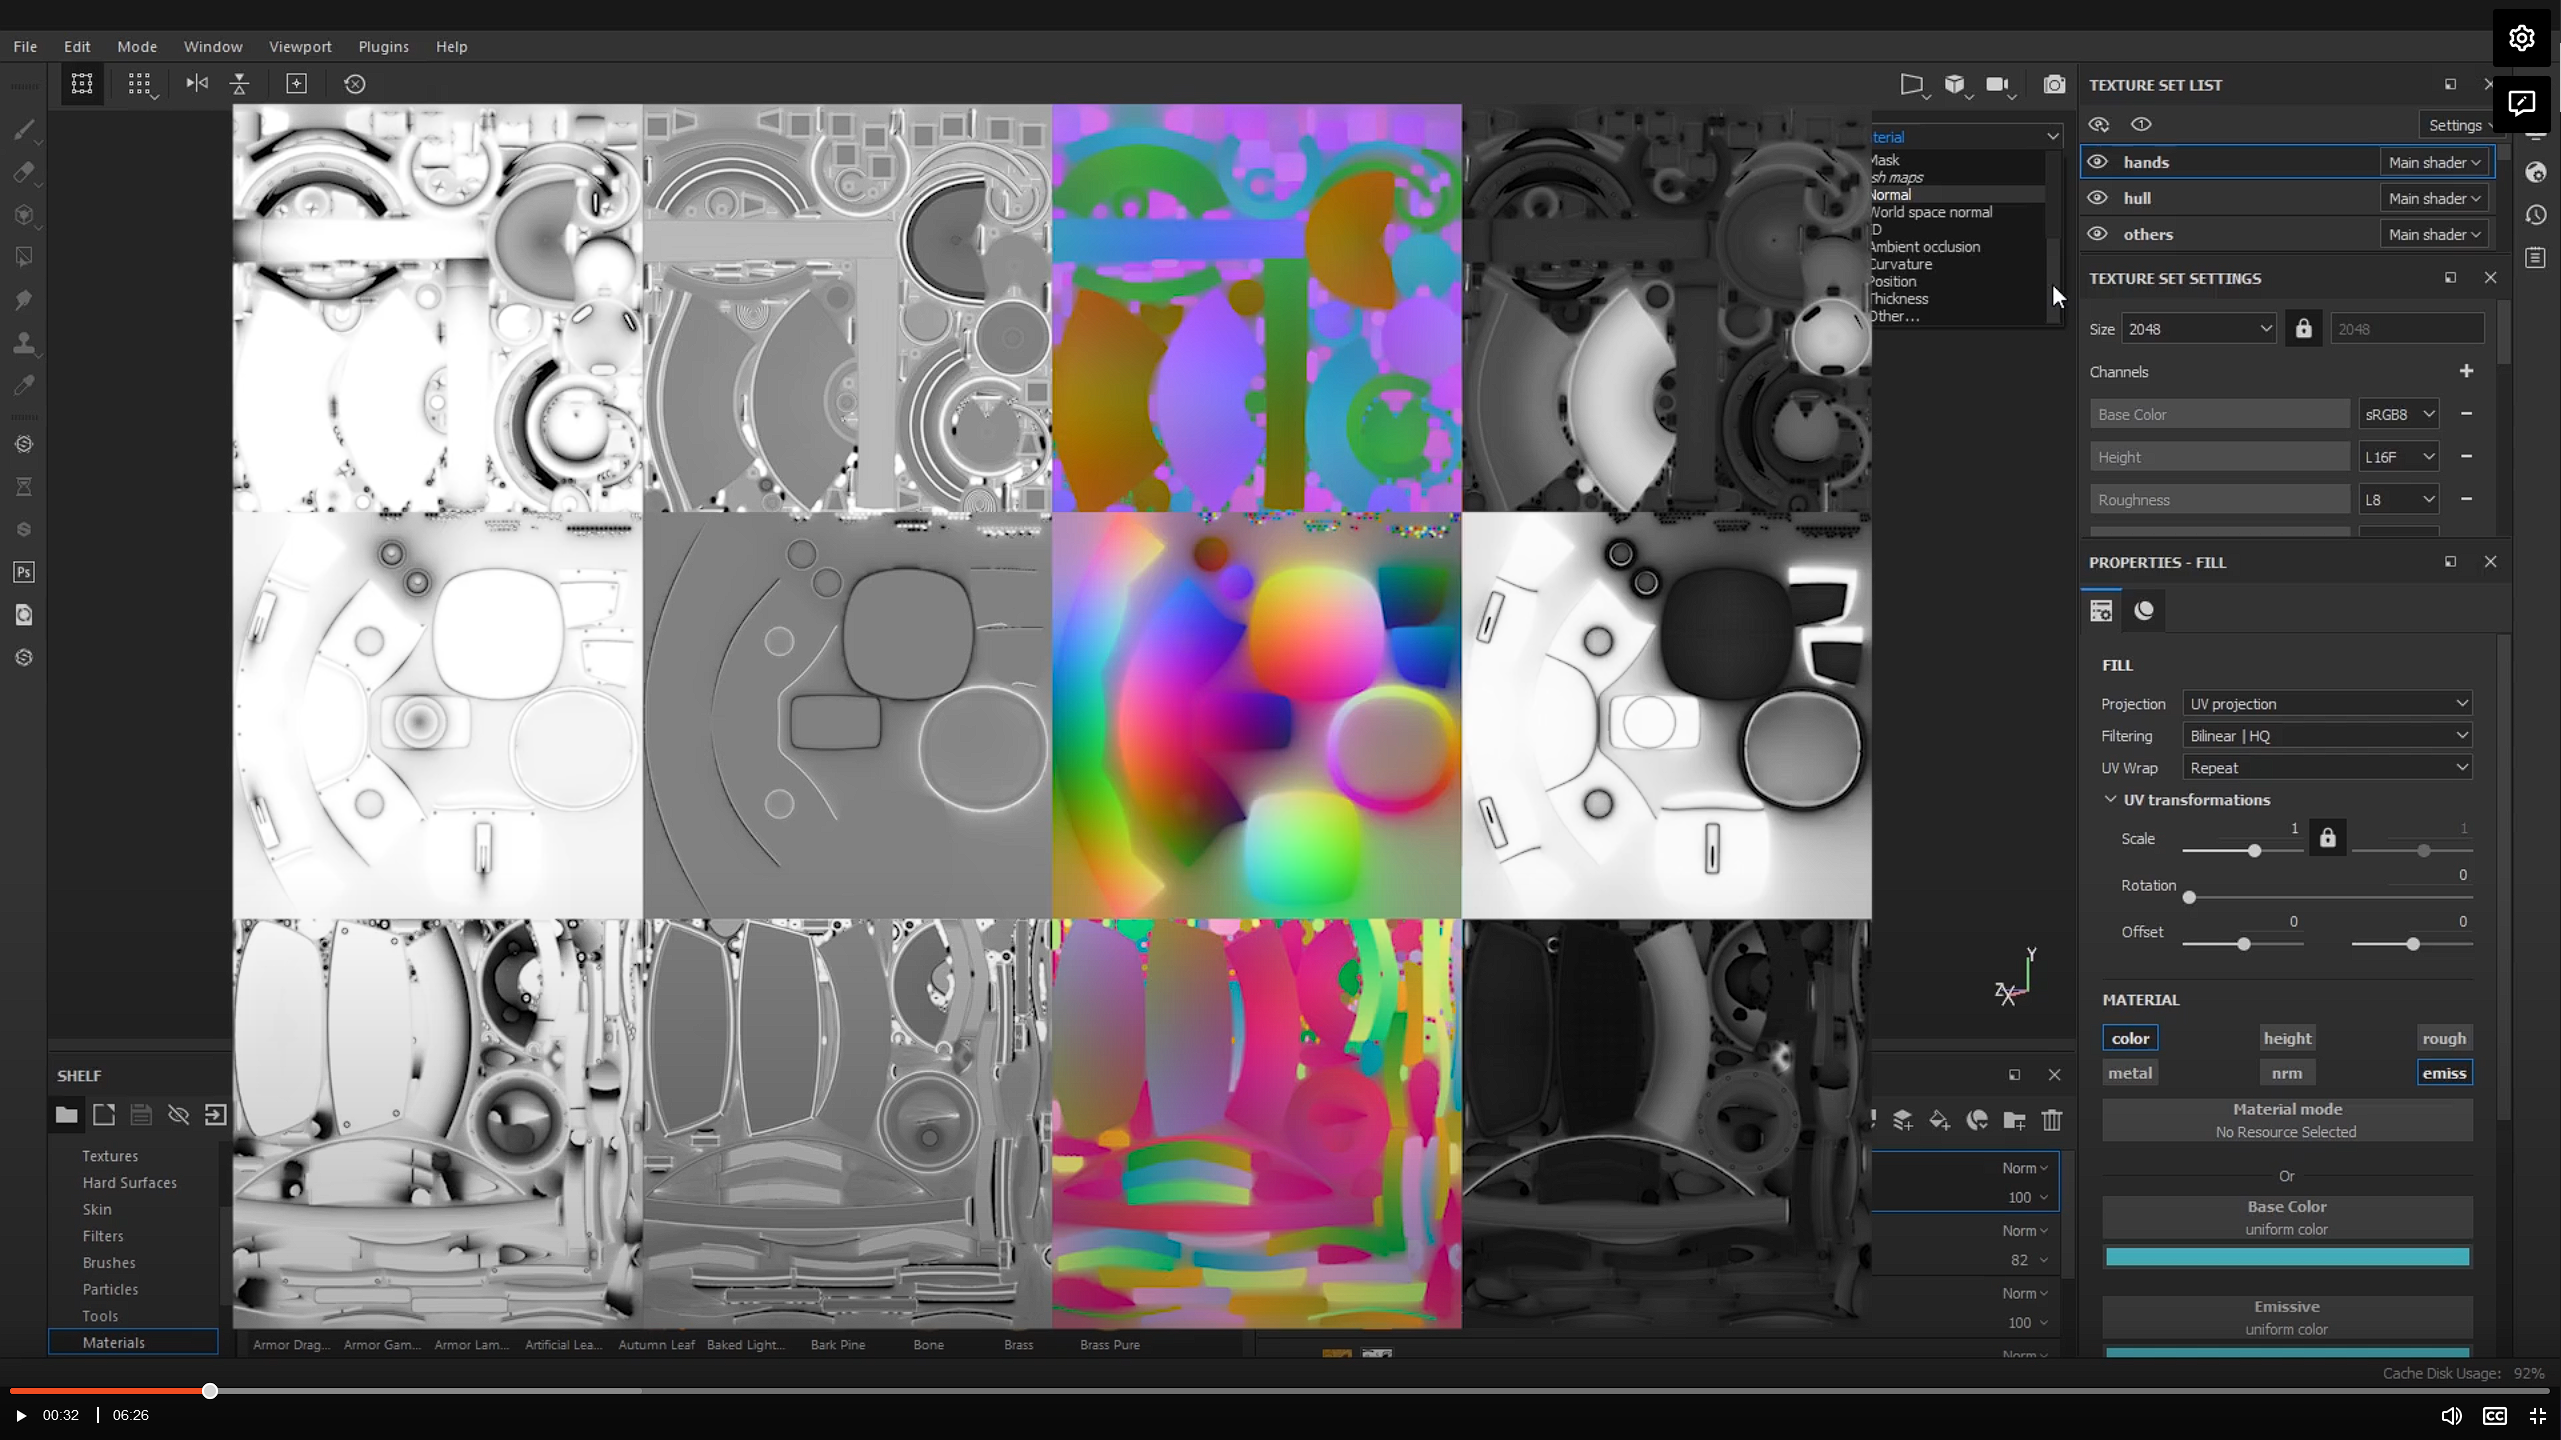 File Edit Mode Window Viewport Plugins Help
TEXTURE SET LIST
Settings
hands Main shader
hull Main shader
others Main shader
terial
Mask
sh maps
Normal
World space normal
ID
Ambient occlusion
Curvature
Position
Thickness
Other...
TEXTURE SET SETTINGS
Size 2048 2048
Channels
Base Color sRGB8
Height L16F
Roughness L8
PROPERTIES - FILL
FILL
Projection UV projection
Filtering Bilinear | HQ
UV Wrap Repeat
UV transformations
Scale 1 1
Rotation 0
Offset 0 0
MATERIAL
color height rough
metal nrm emiss
Material mode
No Resource Selected
Or
Base Color
uniform color
Emissive
uniform color
Y
Z X
Ps
SHELF
Textures
Hard Surfaces
Skin
Filters
Brushes
Particles
Tools
Materials
Armor Drag... Armor Gam... Armor Lam... Artificial Lea... Autumn Leaf Baked Light... Bark Pine Bone Brass Brass Pure
Norm
100
Norm
82
Norm
100
Norm
Cache Disk Usage: 92%
00:32 | 06:26
CC